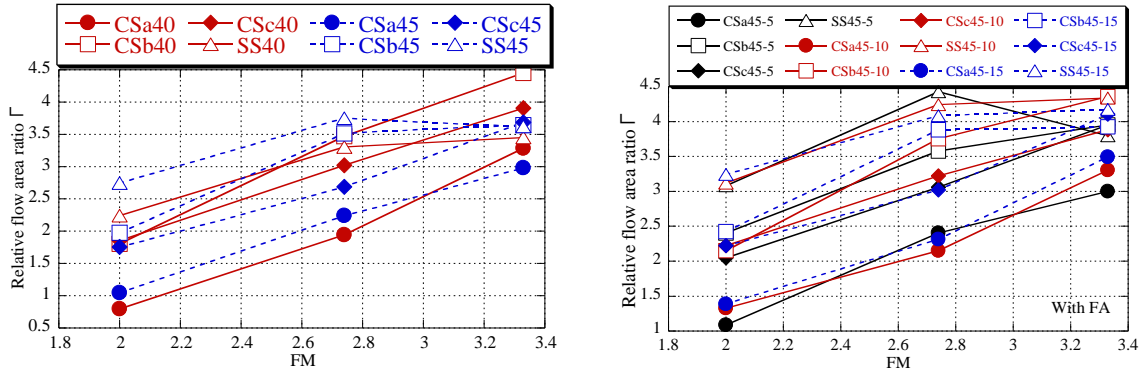 CSa40 CSc40 CSa45 CSc45
CSb40 SS40 CSb45 SS45
4.5
4
3.5
3
2.5
2
1.5
1
0.5
Relative flow area ratio Γ
1.8 2 2.2 2.4 2.6 2.8 3 3.2 3.4
FM
CSa45-5 SS45-5 CSc45-10 CSb45-15
CSb45-5 CSa45-10 SS45-10 CSc45-15
CSc45-5 CSb45-10 CSa45-15 SS45-15
4.5
4
3.5
3
2.5
2
1.5
1
Relative flow area ratio Γ
With FA
1.8 2 2.2 2.4 2.6 2.8 3 3.2 3.4
FM